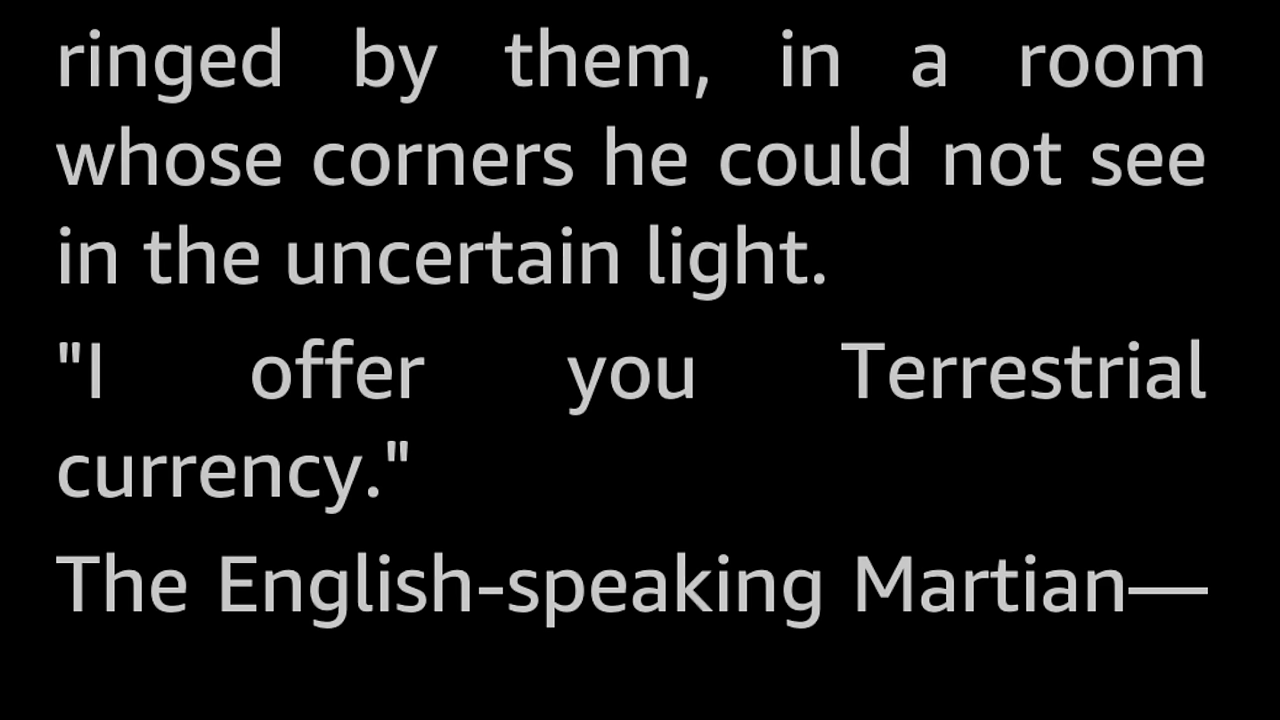 ringed by them, in a room
whose corners he could not see
in the uncertain light.
"I offer you Terrestrial
currency."
The English-speaking Martian—